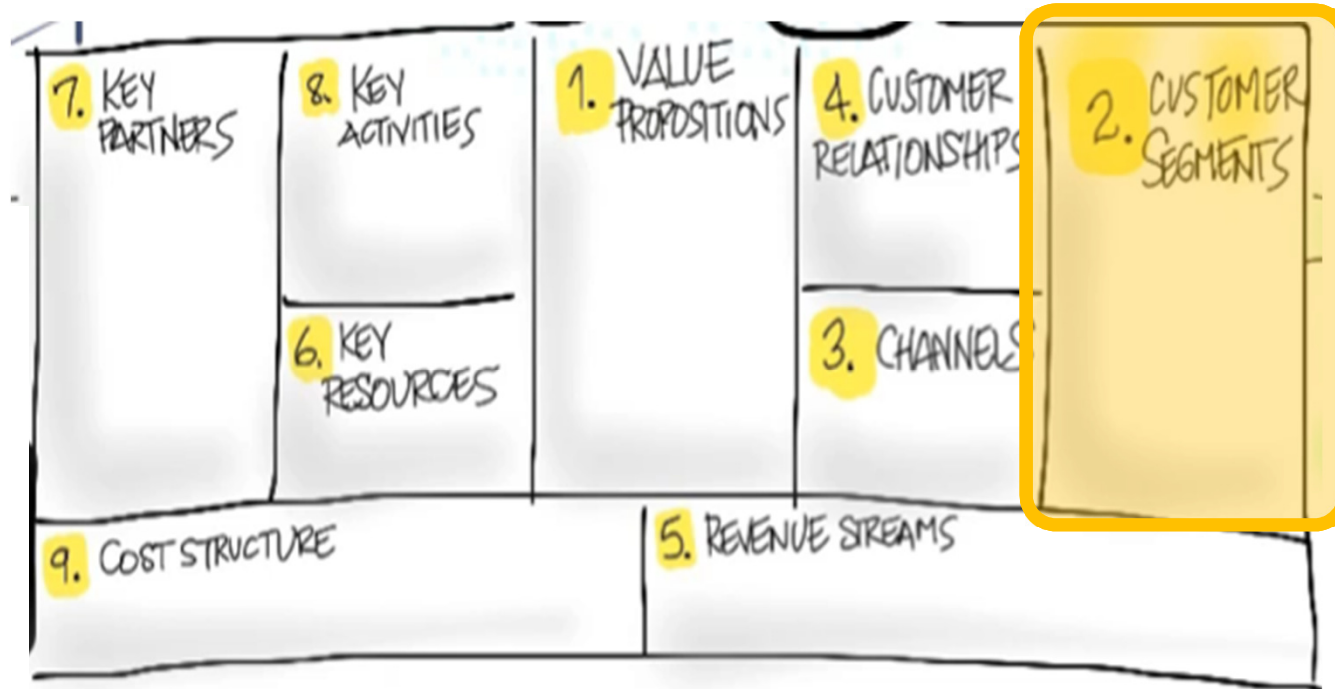 7. KEY
PARTNERS
8. KEY
ACTIVITIES
6. KEY
RESOURCES
1. VALUE
PROPOSITIONS
4. CUSTOMER
RELATIONSHIPS
3. CHANNELS
2. CUSTOMER
SEGMENTS
9. COST STRUCTURE
5. REVENUE STREAMS